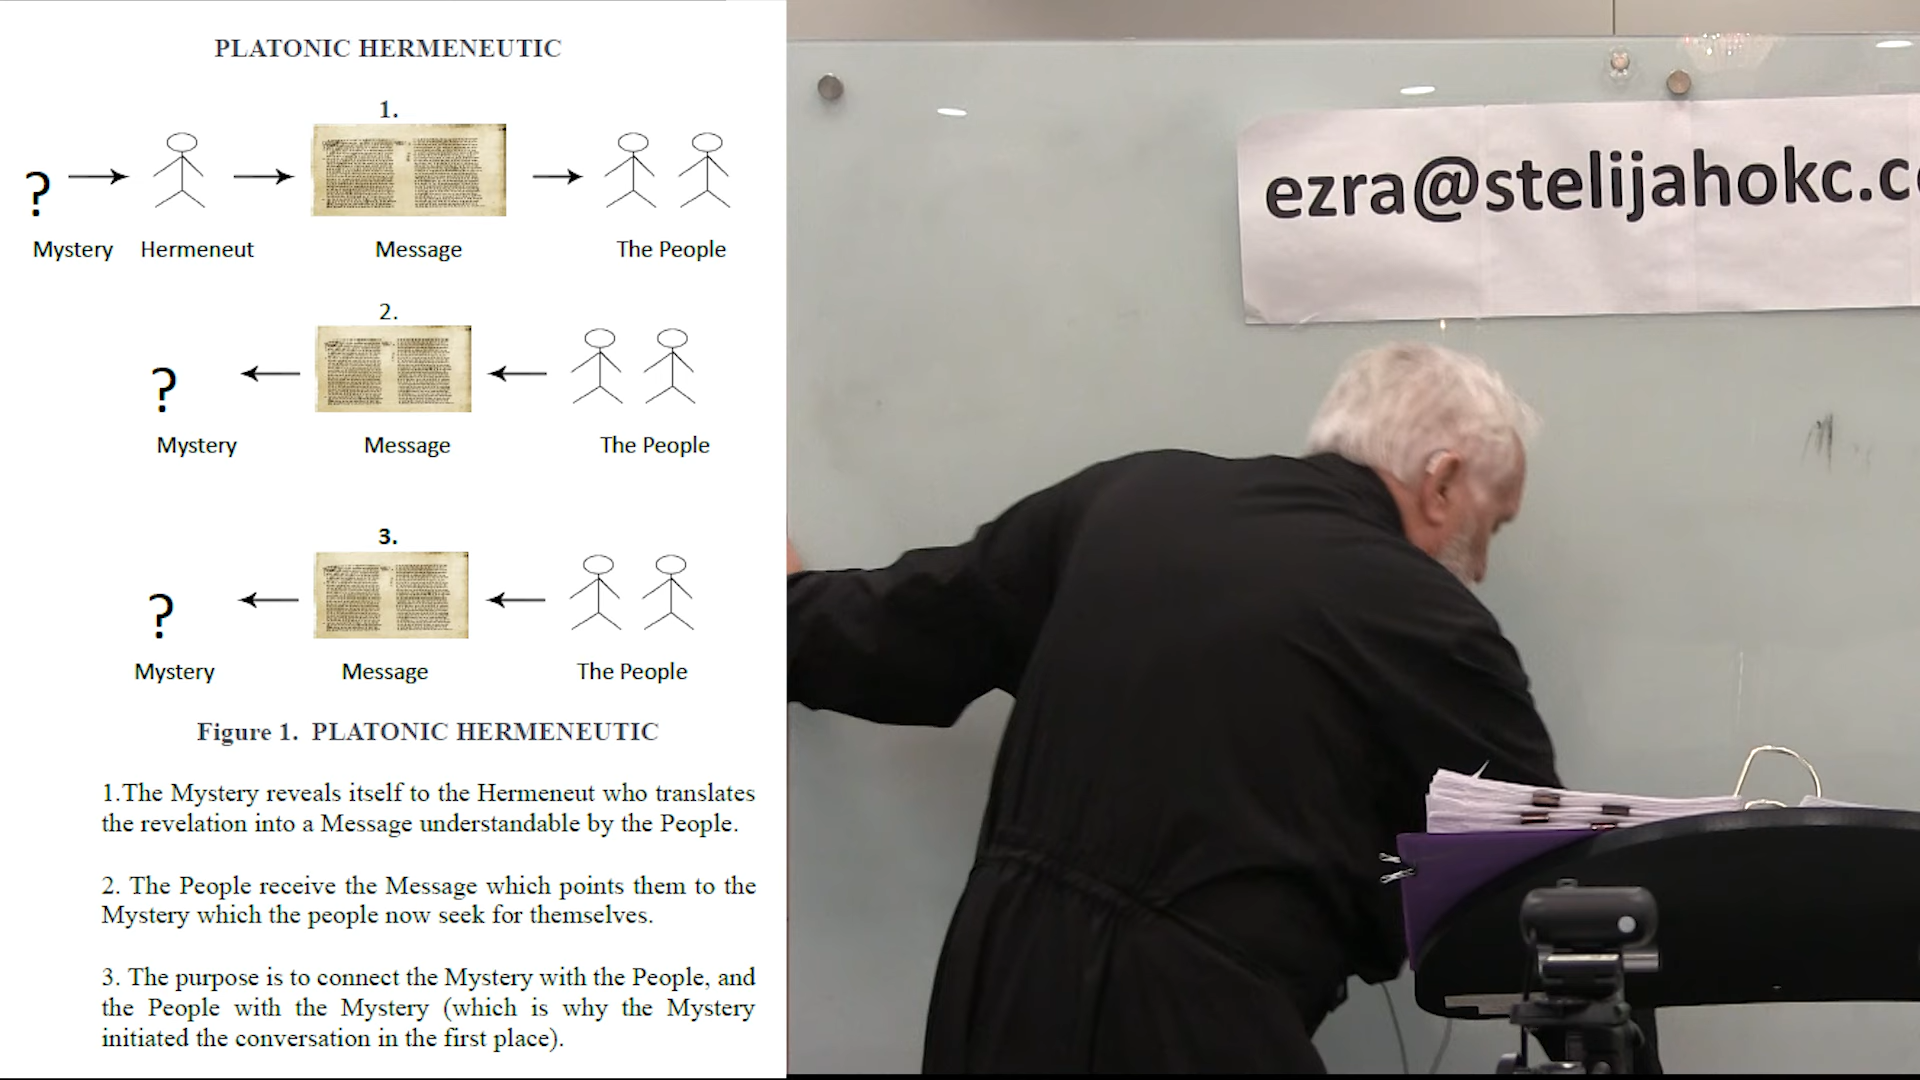 PLATONIC HERMENEUTIC
1.
?
Mystery
Hermeneut
Message
The People
2.
?
Mystery
Message
The People
3.
?
Mystery
Message
The People
Figure 1. PLATONIC HERMENEUTIC
1.The Mystery reveals itself to the Hermeneut who translates
the revelation into a Message understandable by the People.
2. The People receive the Message which points them to the
Mystery which the people now seek for themselves.
3. The purpose is to connect the Mystery with the People, and
the People with the Mystery (which is why the Mystery
initiated the conversation in the first place).
ezra@stelijahokc.c